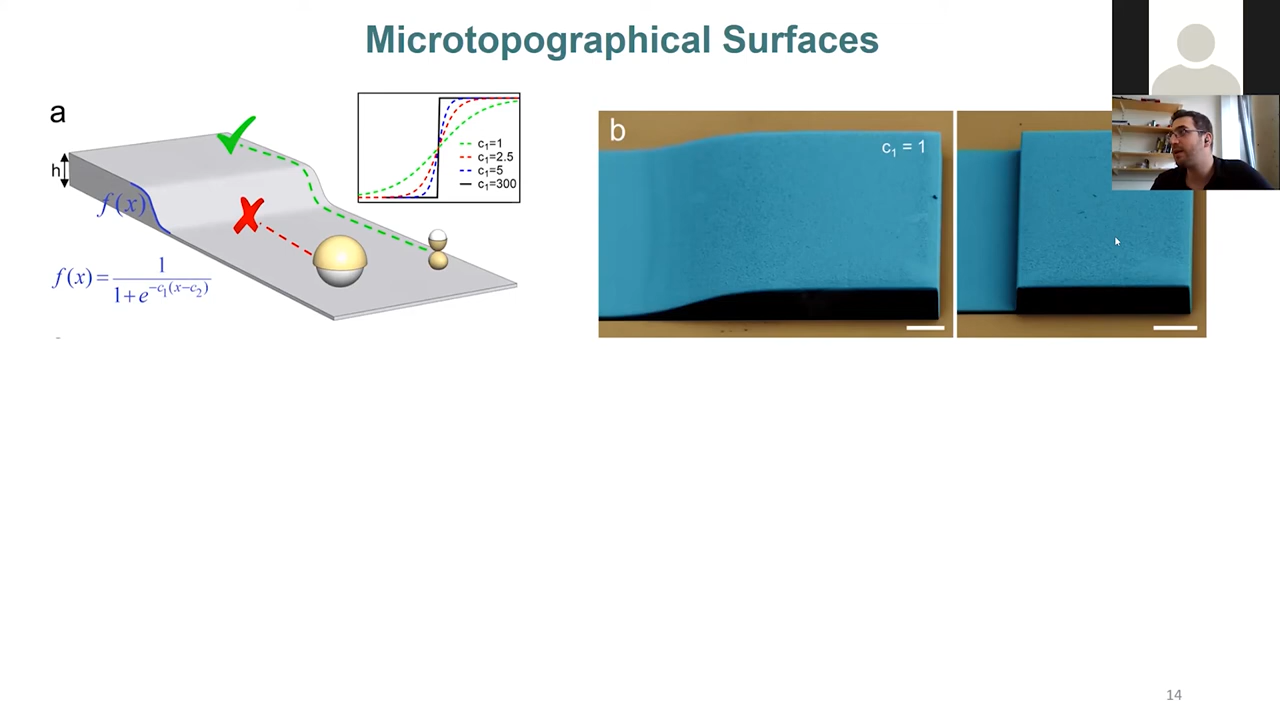 Microtopographical Surfaces
a
h
f(x)
f(x) = 1 / 1+e^{-c₁(x-c₂)}
c₁=1
c₁=2.5
c₁=5
c₁=300
b
c₁ = 1
14